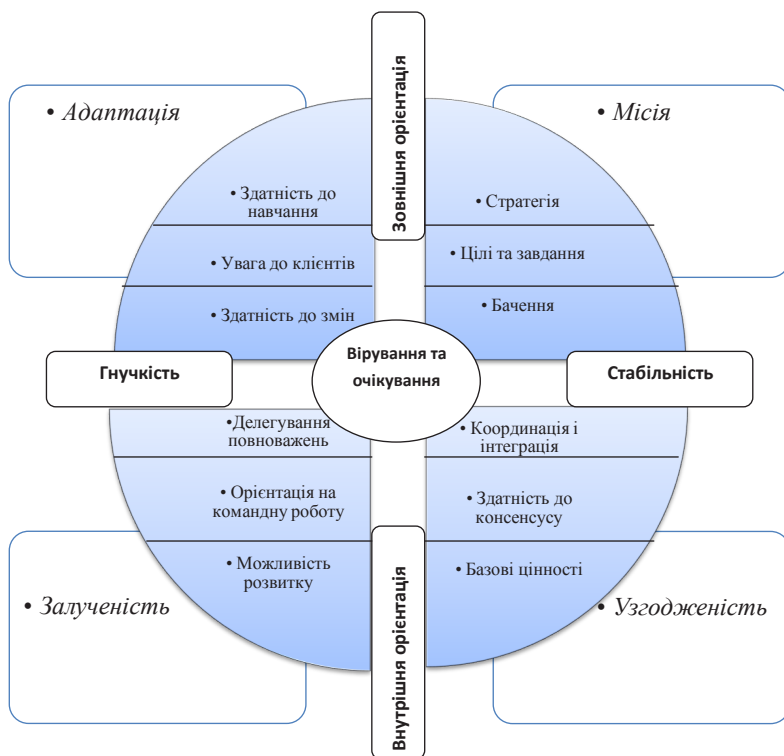 Зовнішня орієнтація
• Адаптація
• Місія
• Здатність до
навчання
• Увага до клієнтів
• Здатність до змін
• Стратегія
• Цілі та завдання
• Бачення
Гнучкість
Вірування та
очікування
Стабільність
•Делегування
повноважень
• Орієнтація на
командну роботу
• Можливість
розвитку
• Координація і
інтеграція
• Здатність до
консенсусу
• Базові цінності
• Залученість
• Узгодженість
Внутрішня орієнтація